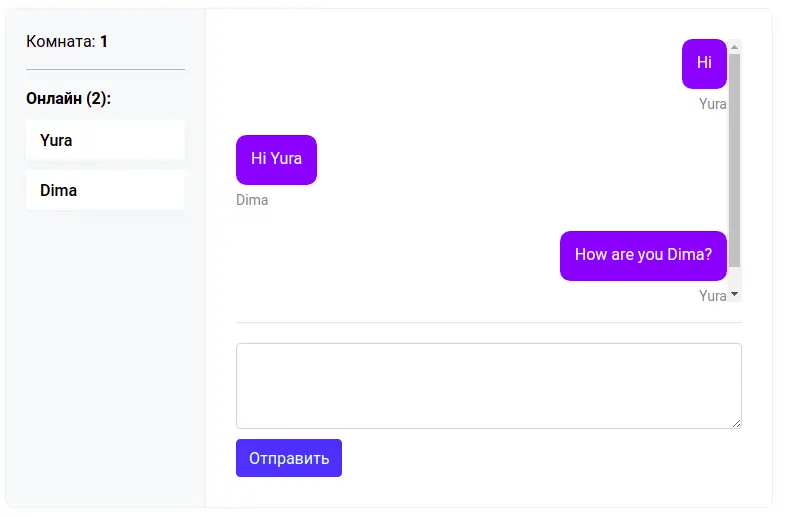 Комната: 1
Онлайн (2):
Yura
Dima
Hi
Yura
Hi Yura
Dima
How are you Dima?
Yura
Отправить